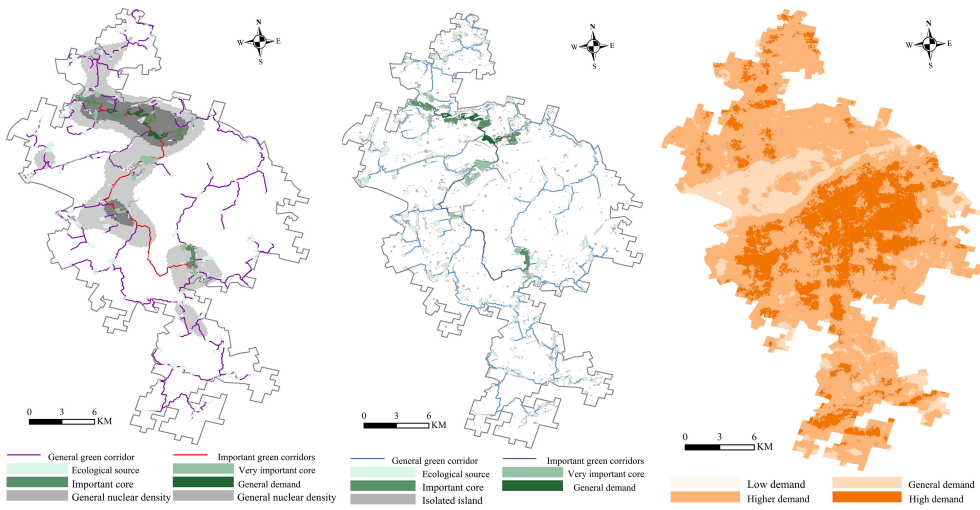 N
W E
S
0 3 6
KM
General green corridor Important green corridors
Ecological source Very important core
Important core General demand
General nuclear density General nuclear density
N
W E
S
0 3 6
KM
General green corridor Important green corridors
Ecological source Very important core
Important core General demand
Isolated island
N
W E
S
0 3 6
KM
Low demand General demand
Higher demand High demand